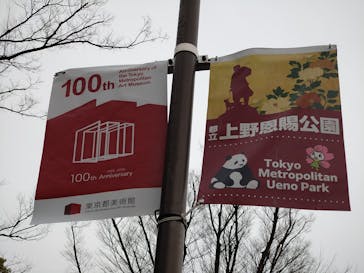 100th
Anniversary
of the Tokyo
Metropolitan
Art Museum
100th Anniversary
東京都美術館
都立
上野恩賜公園
Tokyo
Metropolitan
Ueno Park